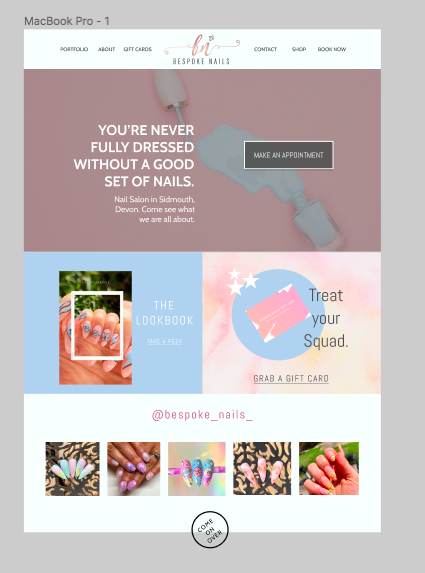 MacBook Pro - 1
PORTFOLIO ABOUT GIFT CARDS
bn
BESPOKE NAILS
CONTACT SHOP BOOK NOW
YOU'RE NEVER
FULLY DRESSED
WITHOUT A GOOD
SET OF NAILS.
Nail Salon in Sidmouth,
Devon. Come see what
we are all about.
MAKE AN APPOINTMENT
THE
LOOKBOOK
TAKE A PEEK
Treat
your
Squad.
GRAB A GIFT CARD
@bespoke_nails_
COME
ON
OVER